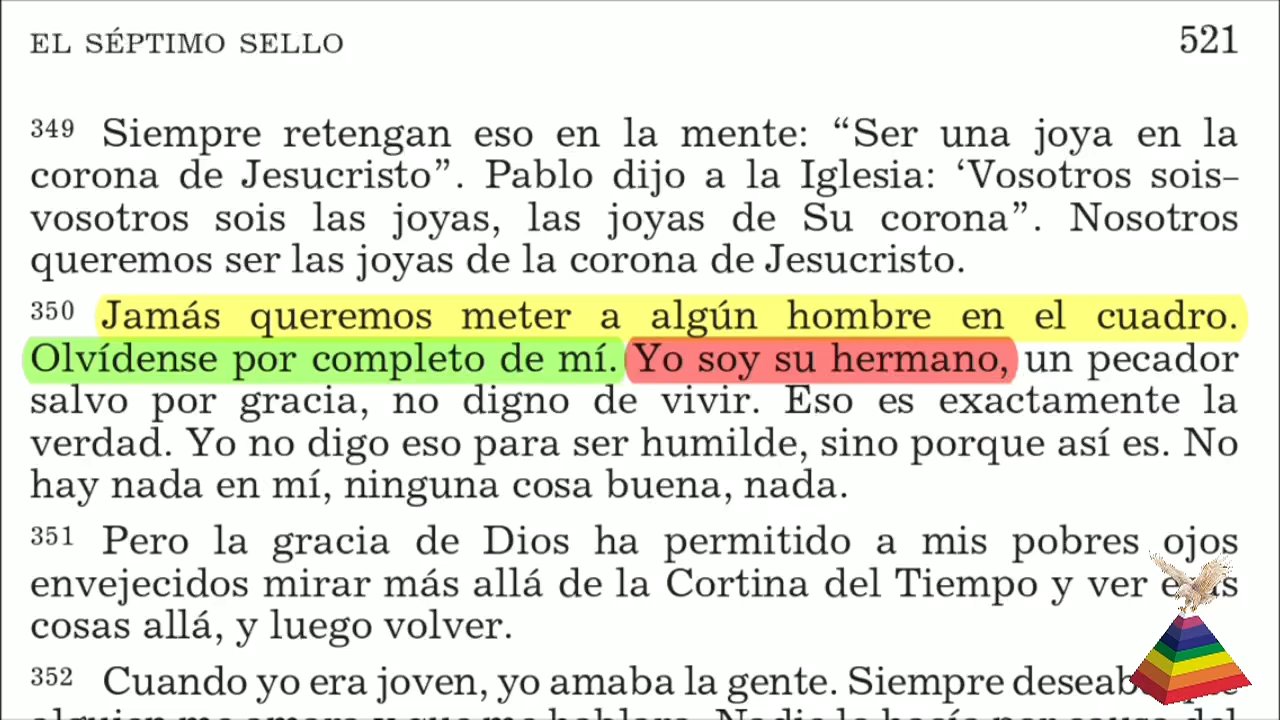 EL SÉPTIMO SELLO 521
349 Siempre retengan eso en la mente: “Ser una joya en la
corona de Jesucristo”. Pablo dijo a la Iglesia: ‘Vosotros sois–
vosotros sois las joyas, las joyas de Su corona”. Nosotros
queremos ser las joyas de la corona de Jesucristo.
350 Jamás queremos meter a algún hombre en el cuadro.
Olvídense por completo de mí. Yo soy su hermano, un pecador
salvo por gracia, no digno de vivir. Eso es exactamente la
verdad. Yo no digo eso para ser humilde, sino porque así es. No
hay nada en mí, ninguna cosa buena, nada.
351 Pero la gracia de Dios ha permitido a mis pobres ojos
envejecidos mirar más allá de la Cortina del Tiempo y ver
cosas allá, y luego volver.
352 Cuando yo era joven, yo amaba la gente. Siempre